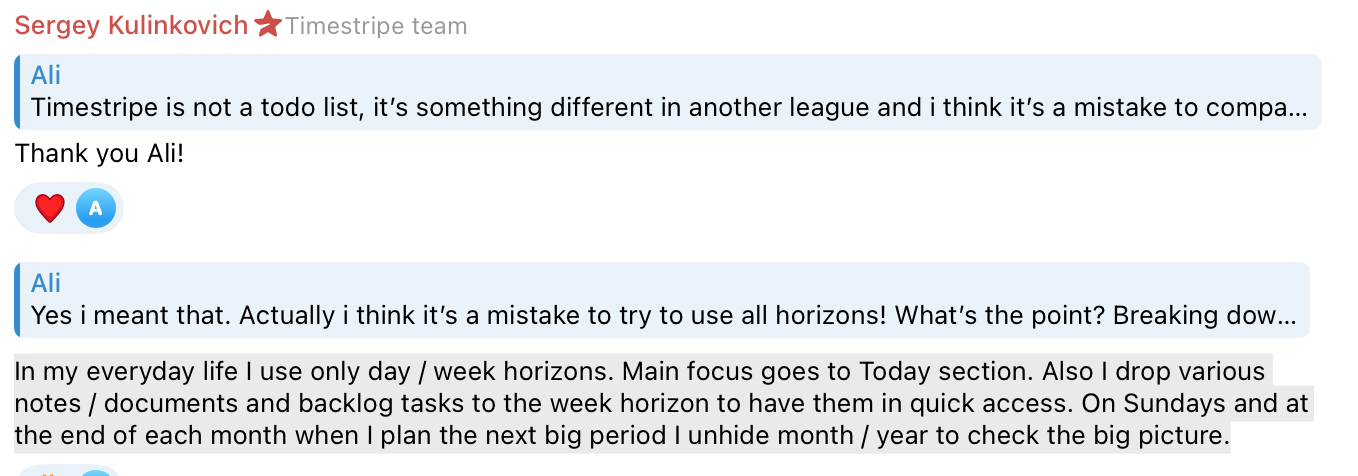 Sergey Kulinkovich Timestripe team
Ali
Timestripe is not a todo list, it's something different in another league and i think it's a mistake to compa...
Thank you Ali!
A
Ali
Yes i meant that. Actually i think it's a mistake to try to use all horizons! What's the point? Breaking dow...
In my everyday life I use only day / week horizons. Main focus goes to Today section. Also I drop various
notes / documents and backlog tasks to the week horizon to have them in quick access. On Sundays and at
the end of each month when I plan the next big period I unhide month / year to check the big picture.